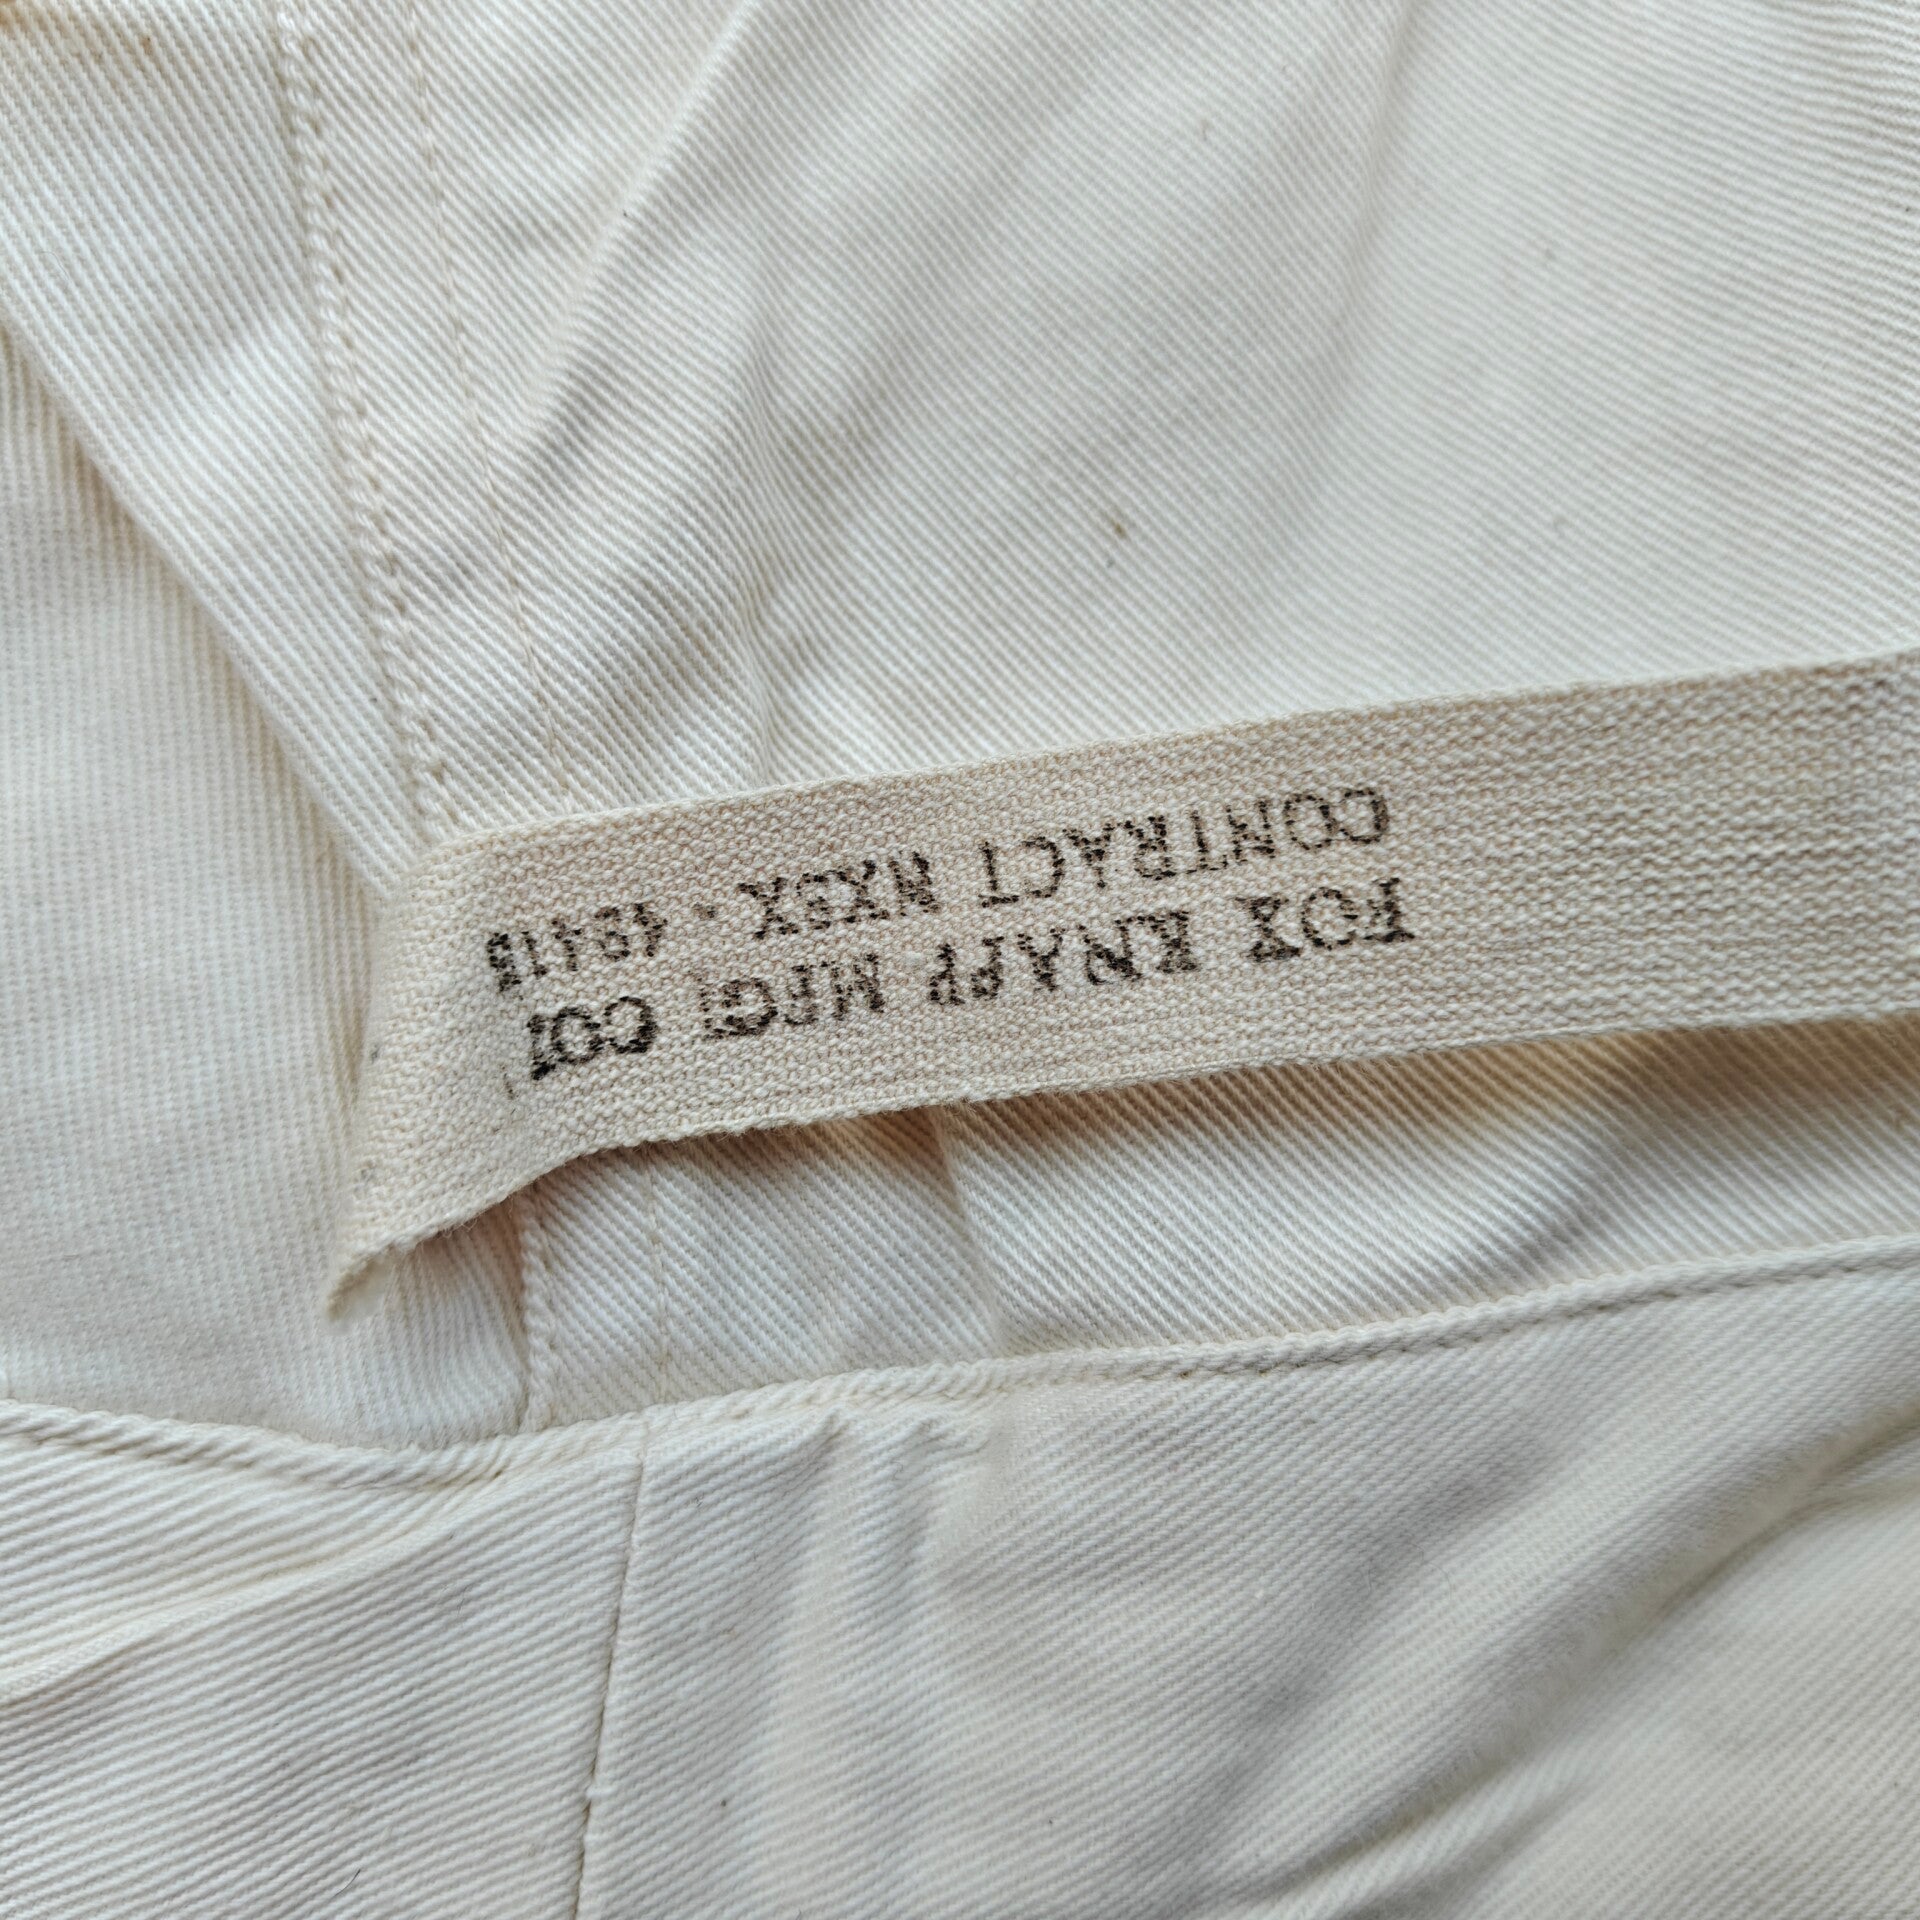 FOX KNAPP MFG. CO.
CONTRACT NXSX -